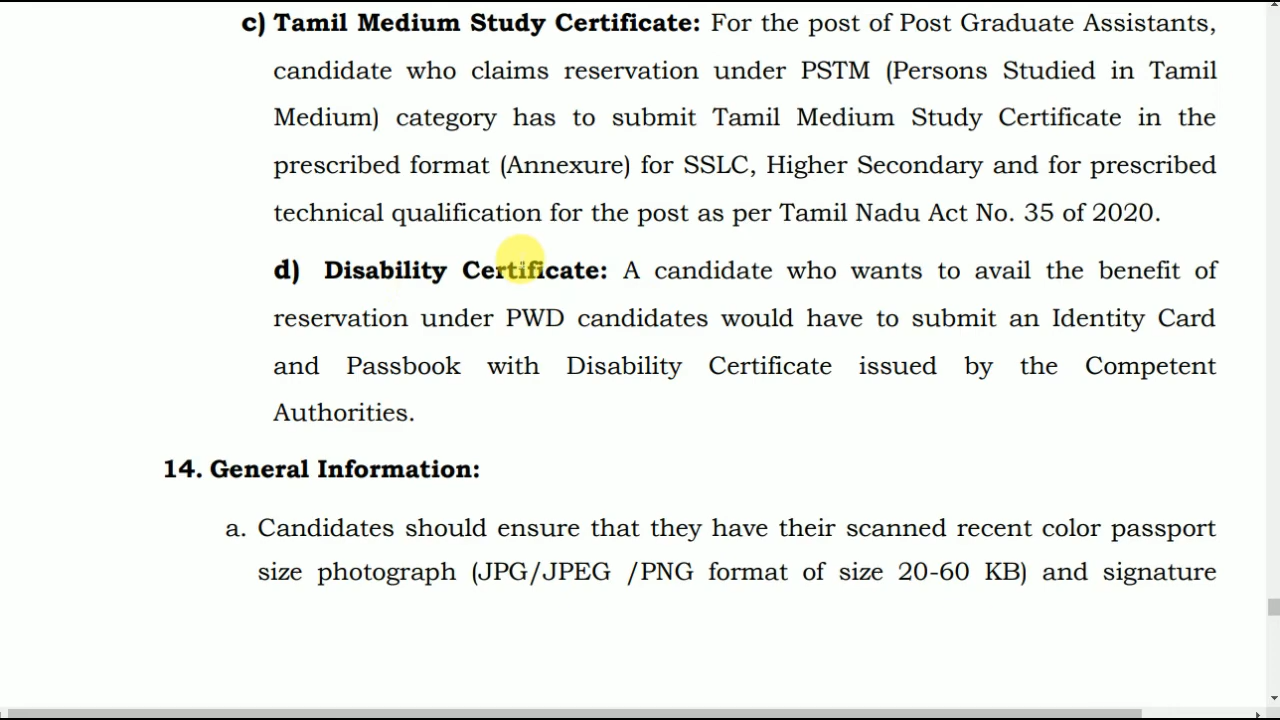 c) Tamil Medium Study Certificate: For the post of Post Graduate Assistants,
candidate who claims reservation under PSTM (Persons Studied in Tamil
Medium) category has to submit Tamil Medium Study Certificate in the
prescribed format (Annexure) for SSLC, Higher Secondary and for prescribed
technical qualification for the post as per Tamil Nadu Act No. 35 of 2020.
d) Disability Certificate: A candidate who wants to avail the benefit of
reservation under PWD candidates would have to submit an Identity Card
and Passbook with Disability Certificate issued by the Competent
Authorities.
14. General Information:
a. Candidates should ensure that they have their scanned recent color passport
size photograph (JPG/JPEG /PNG format of size 20-60 KB) and signature